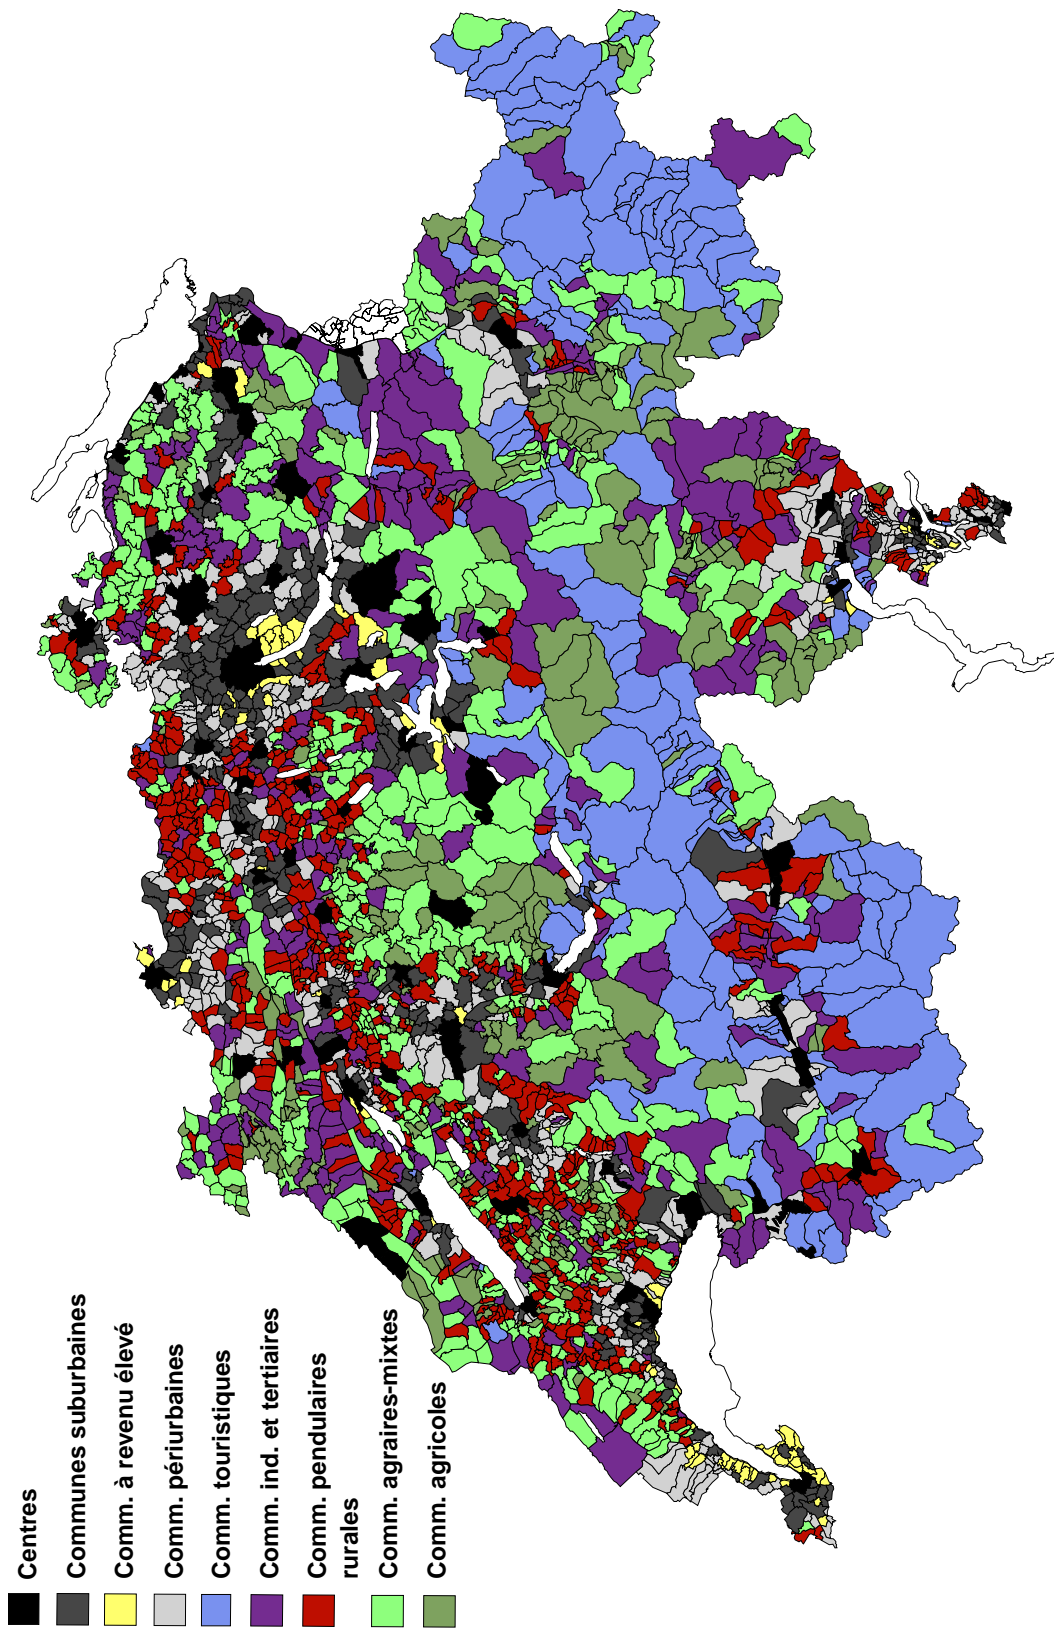 Centres
Communes suburbaines
Comm. à revenu élevé
Comm. périurbaines
Comm. touristiques
Comm. ind. et tertiaires
Comm. pendulaires
rurales
Comm. agraires-mixtes
Comm. agricoles